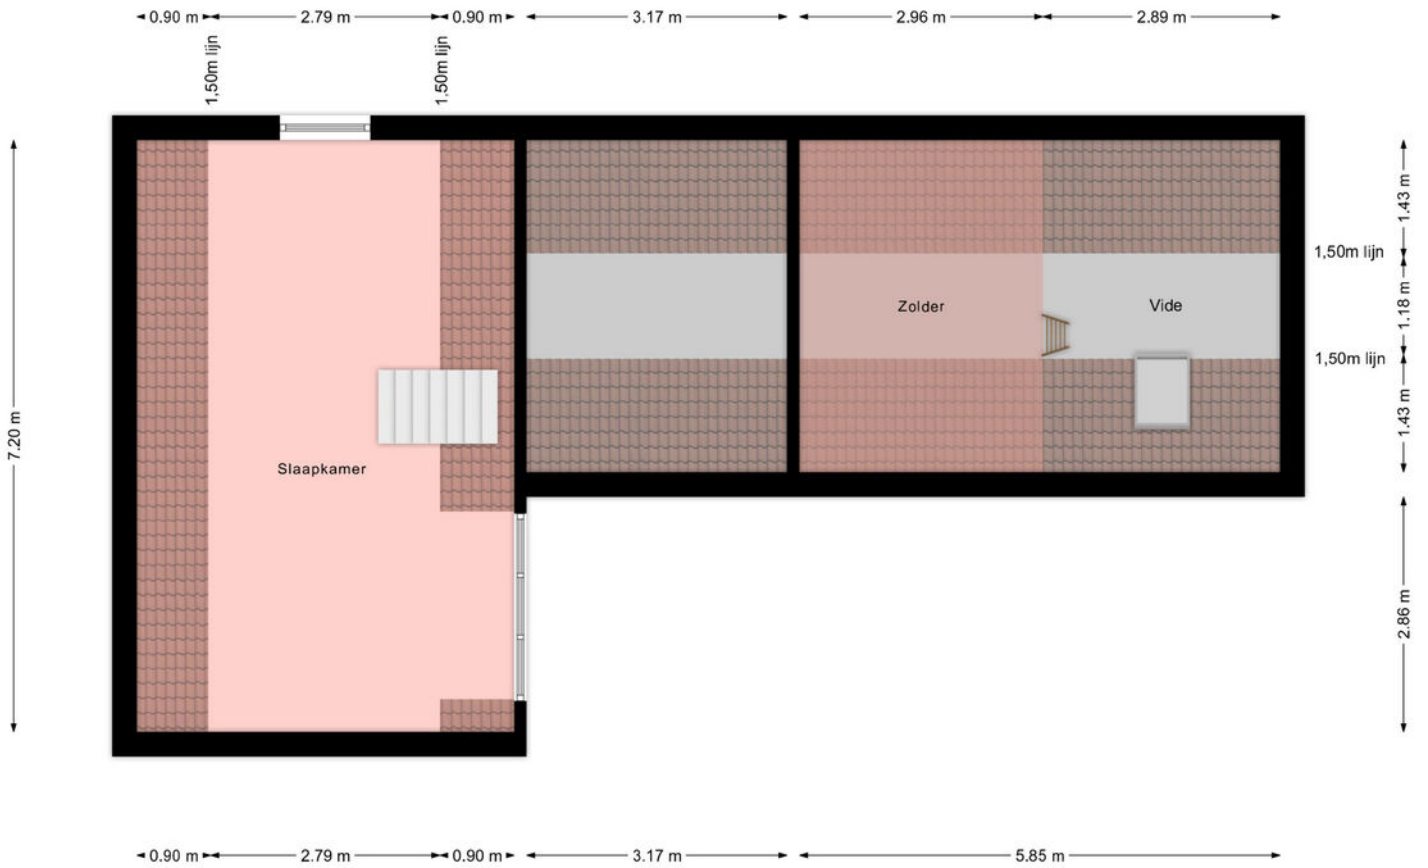 0.90 m 2.79 m 0.90 m 3.17 m 2.96 m 2.89 m
1,50m lijn
1,50m lijn
1.43 m
1,50m lijn
1.18 m
Zolder
Vide
1,50m lijn
1.43 m
7.20 m
Slaapkamer
2.86 m
0.90 m 2.79 m 0.90 m 3.17 m 5.85 m